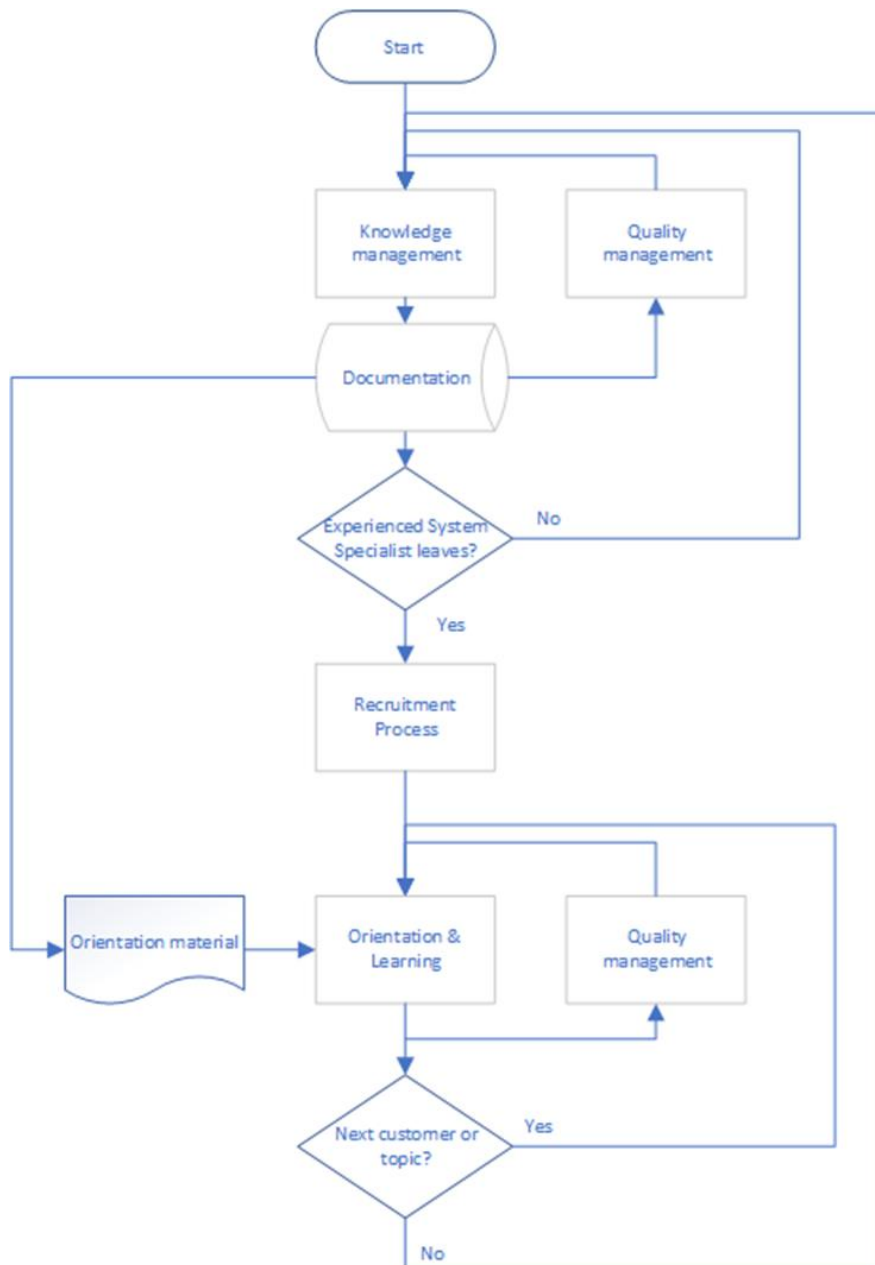 Start
Knowledge
management
Quality
management
Documentation
Experienced System
Specialist leaves?
No
Yes
Recruitment
Process
Orientation material
Orientation &
Learning
Quality
management
Next customer or
topic?
Yes
No